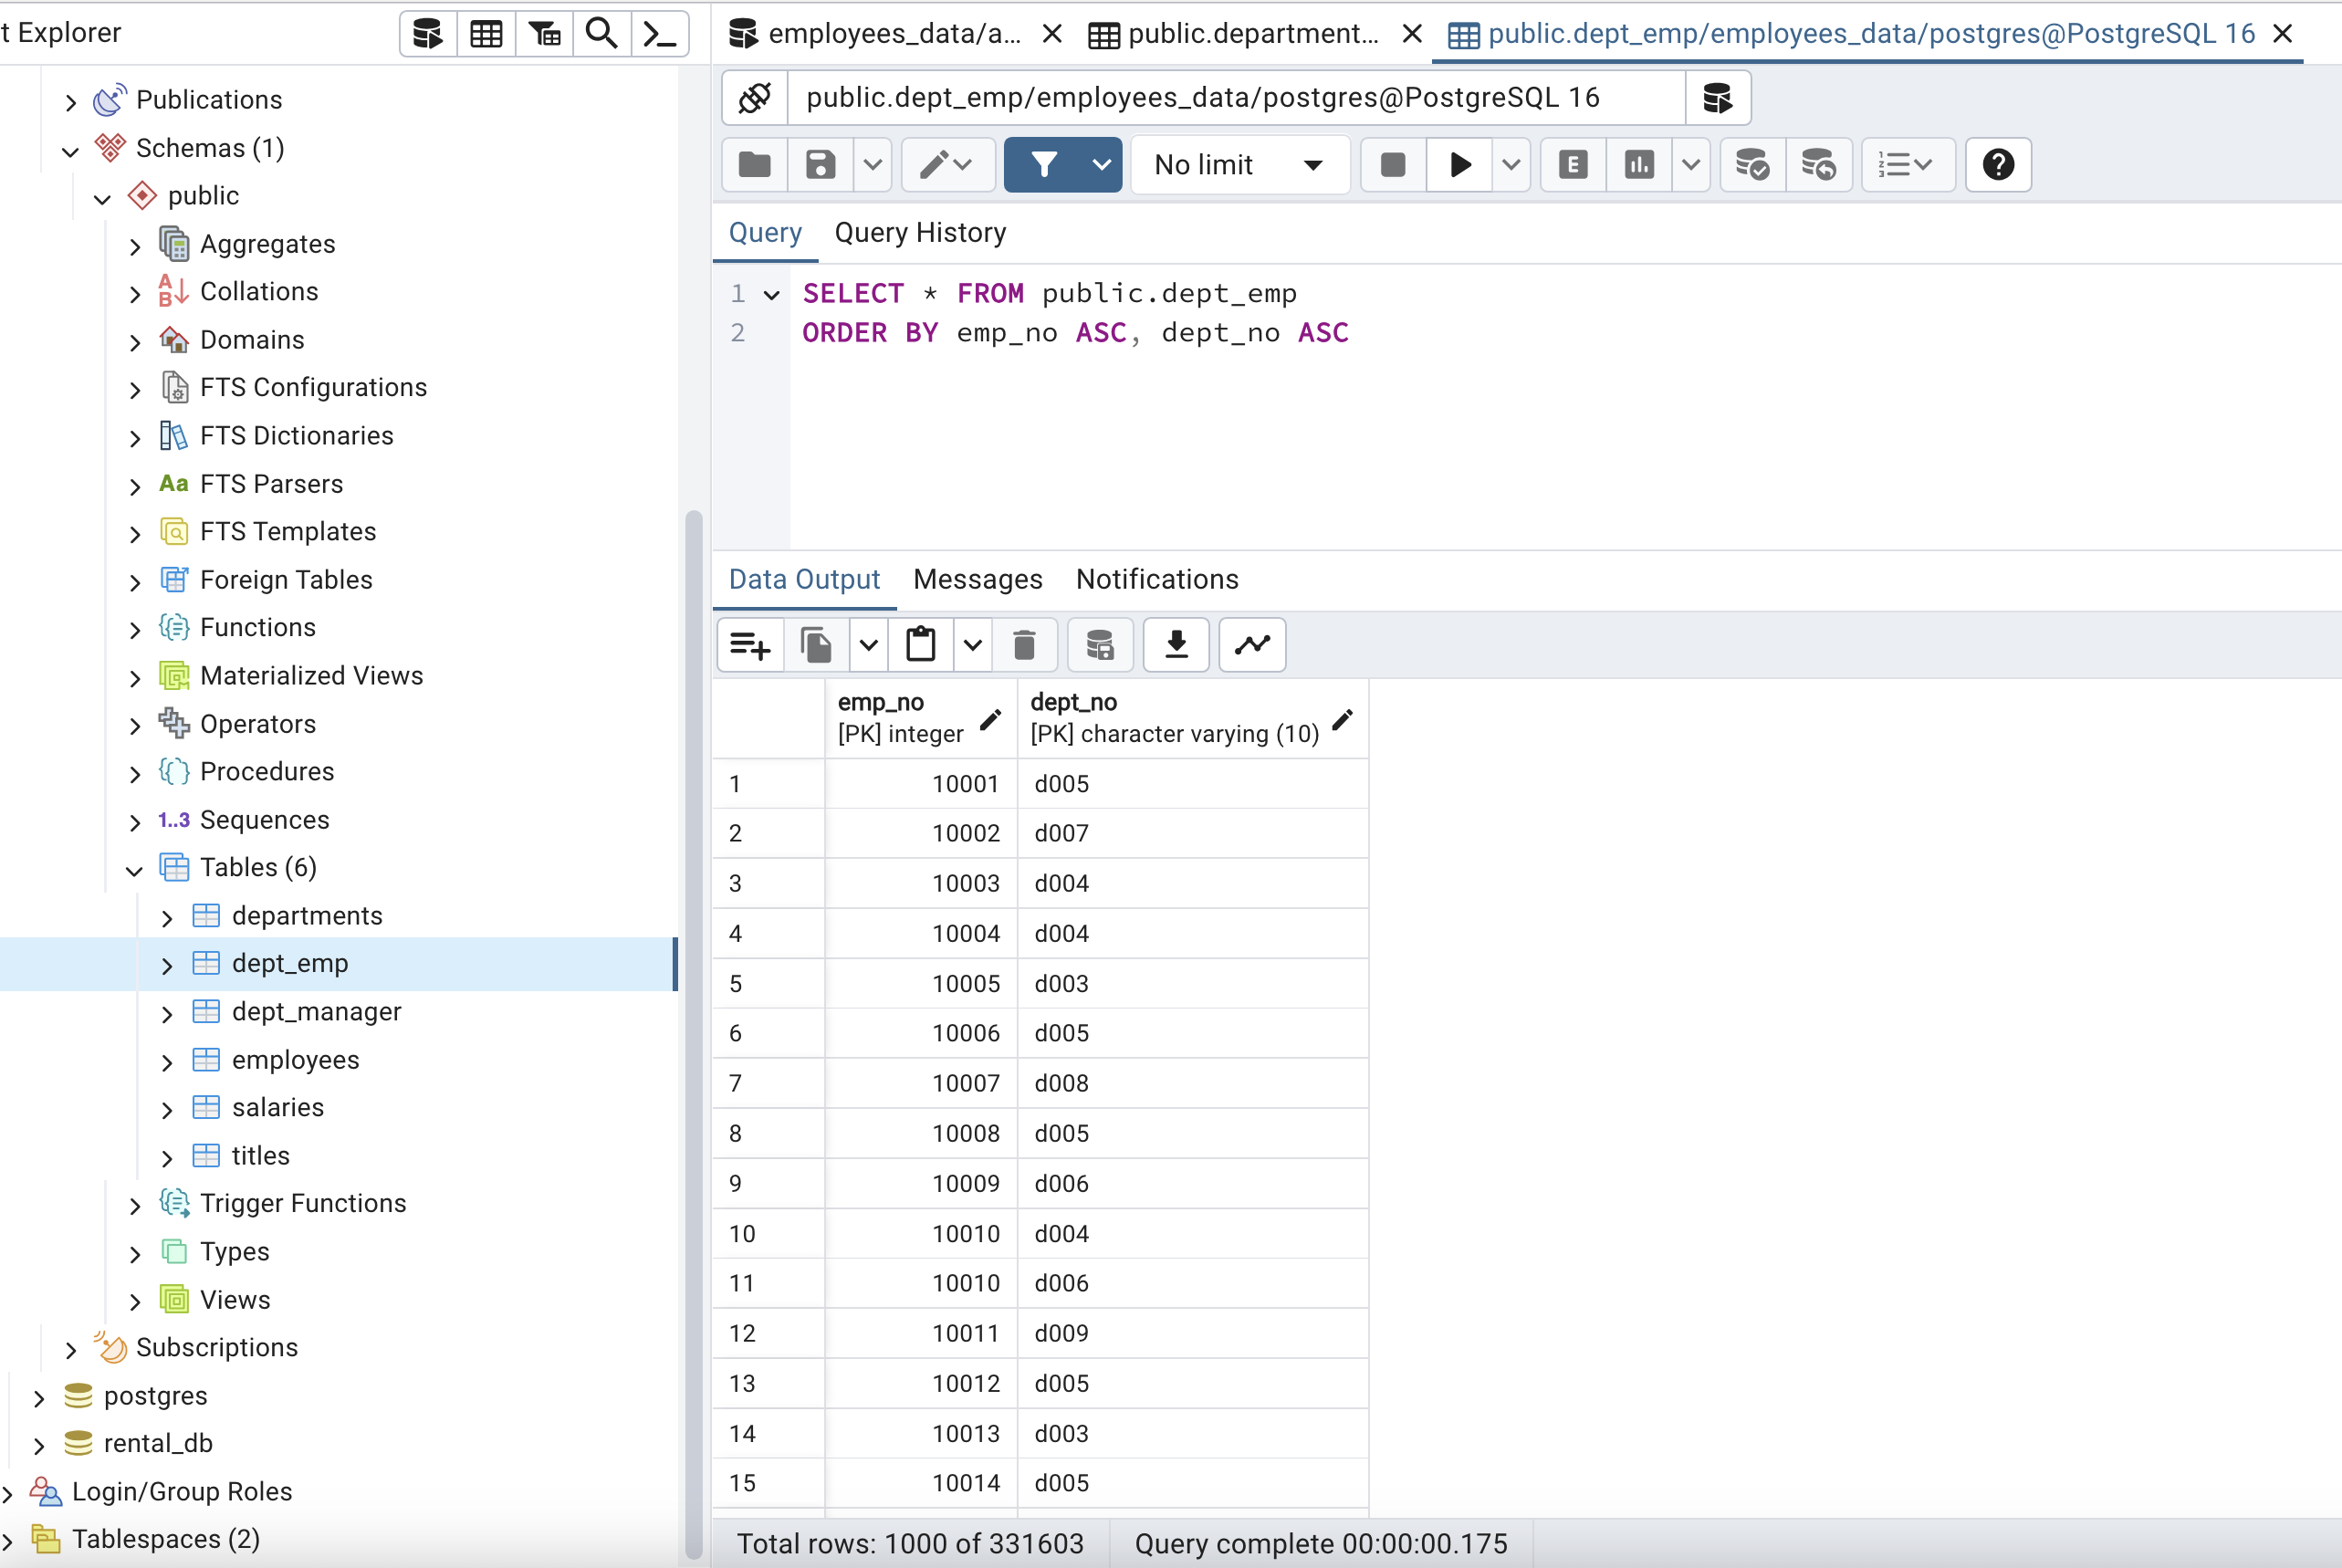 t Explorer
Publications
Schemas (1)
public
Aggregates
Collations
Domains
FTS Configurations
FTS Dictionaries
Aa FTS Parsers
FTS Templates
Foreign Tables
Functions
Materialized Views
Operators
Procedures
1..3 Sequences
Tables (6)
departments
dept_emp
dept_manager
employees
salaries
titles
Trigger Functions
Types
Views
Subscriptions
postgres
rental_db
Login/Group Roles
Tablespaces (2)
employees_data/a... public.department... public.dept_emp/employees_data/postgres@PostgreSQL 16
public.dept_emp/employees_data/postgres@PostgreSQL 16
No limit E
Query Query History
1 SELECT * FROM public.dept_emp
2 ORDER BY emp_no ASC, dept_no ASC
Data Output Messages Notifications
emp_no dept_no
[PK] integer [PK] character varying (10)
1 10001 d005
2 10002 d007
3 10003 d004
4 10004 d004
5 10005 d003
6 10006 d005
7 10007 d008
8 10008 d005
9 10009 d006
10 10010 d004
11 10010 d006
12 10011 d009
13 10012 d005
14 10013 d003
15 10014 d005
Total rows: 1000 of 331603 Query complete 00:00:00.175